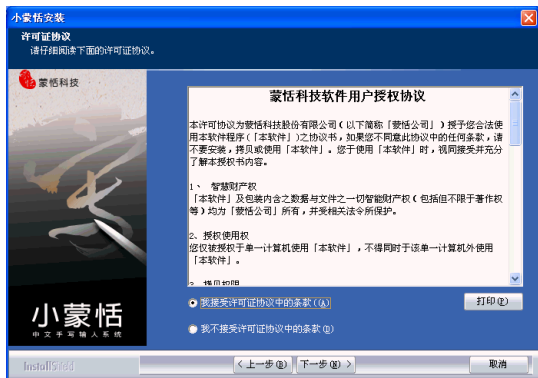 小蒙恬安装
许可证协议
请仔细阅读下面的许可证协议。
蒙恬科技
蒙恬科技软件用户授权协议
本许可协议为蒙恬科技股份有限公司(以下简称「蒙恬公司」)授予您合法使
用本软件程序(「本软件」)之协议书,如果您不同意此协议中的任何条款,请
不要安装,拷贝或使用「本软件」。您于使用「本软件」时,视同接受并充分
了解本授权书内容。
1、 智慧财产权
「本软件」及包装内含之数据与文件之一切智能财产权(包括但不限于著作权
等)均为「蒙恬公司」所有,并受相关法令所保护。
2、授权使用权
您仅被授权于单一计算机使用「本软件」,不得同时于该单一计算机外使用
「本软件」。
3、拷贝权限
我接受许可证协议中的条款(A)
打印(P)
我不接受许可证协议中的条款(D)
小蒙恬
中文手写输入系统
InstallShield
< 上一步(B)
下一步(N) >
取消